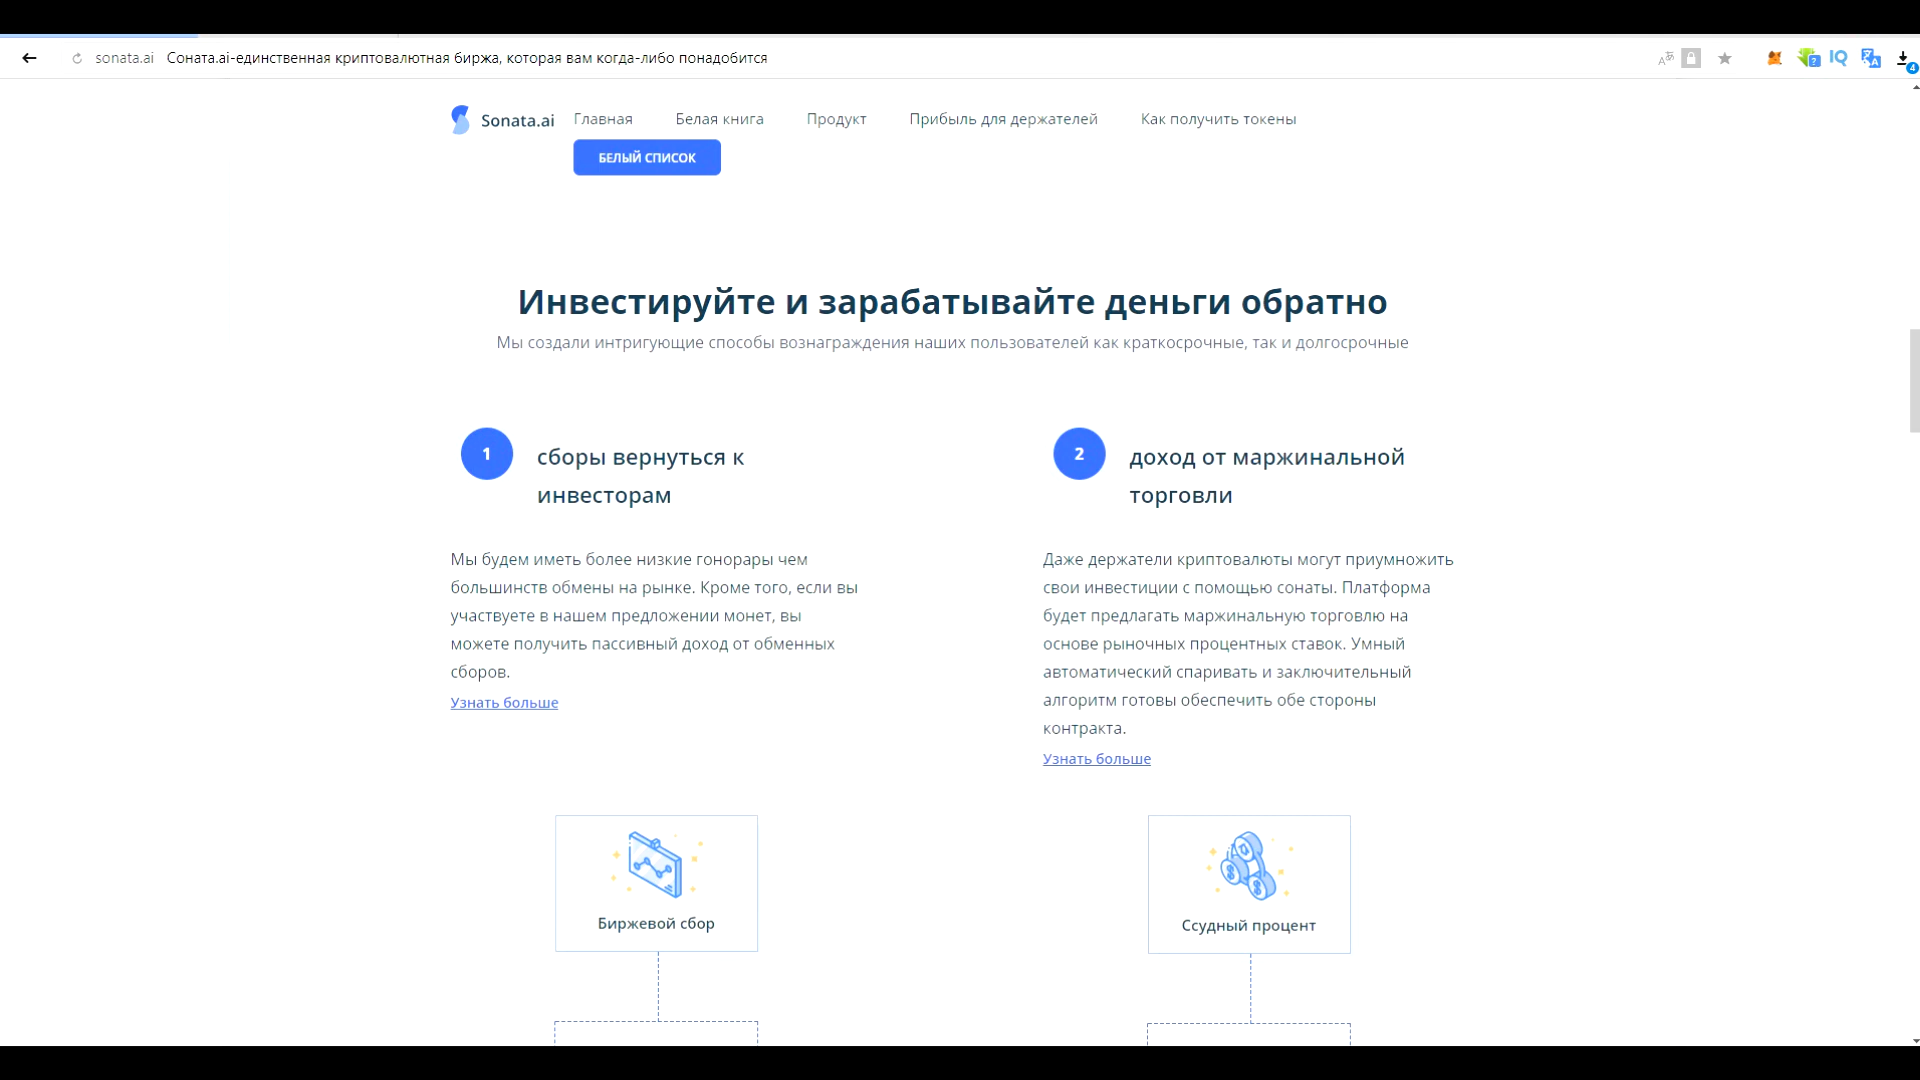 sonata.ai Соната.ai-единственная криптовалютная биржа, которая вам когда-либо понадобится
IQ
4
Sonata.ai Главная Белая книга Продукт Прибыль для держателей Как получить токены
БЕЛЫЙ СПИСОК
Инвестируйте и зарабатывайте деньги обратно
Мы создали интригующие способы вознаграждения наших пользователей как краткосрочные, так и долгосрочные
1
сборы вернуться к
инвесторам
Мы будем иметь более низкие гонорары чем
большинств обмены на рынке. Кроме того, если вы
участвуете в нашем предложении монет, вы
можете получить пассивный доход от обменных
сборов.
Узнать больше
Биржевой сбор
2
доход от маржинальной
торговли
Даже держатели криптовалюты могут приумножить
свои инвестиции с помощью сонаты. Платформа
будет предлагать маржинальную торговлю на
основе рыночных процентных ставок. Умный
автоматический спаривать и заключительный
алгоритм готовы обеспечить обе стороны
контракта.
Узнать больше
Ссудный процент